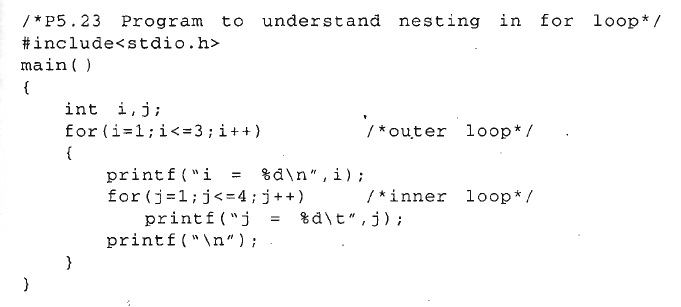 /*P5.23 Program to understand nesting in for loop*/
#include<stdio.h>
main()
{
int i,j;
for(i=1;i<=3;i++) /*outer loop*/
{
printf("i = %d\n",i);
for(j=1;j<=4;j++) /*inner loop*/
printf("j = %d\t",j);
printf("\n");
}
}